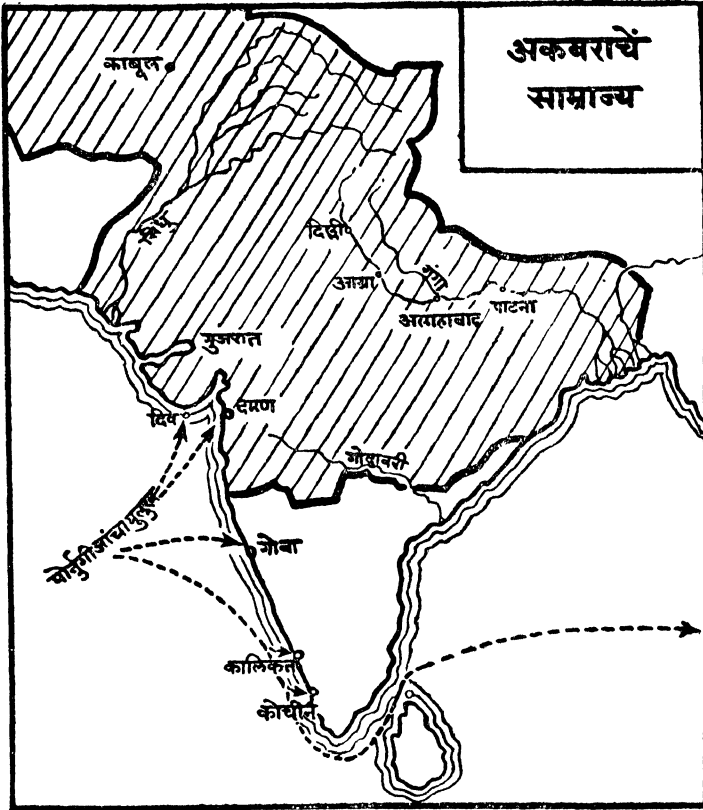 अकबराचें
साम्राज्य
काबूल
सिंधु
दिल्ली
आग्रा
गंगा
अलाहाबाद
पाटना
गुजरात
दिव
दमण
गोदावरी
पोर्तुगीजांचा मुलुख
गोवा
कालिकत
कोचीन